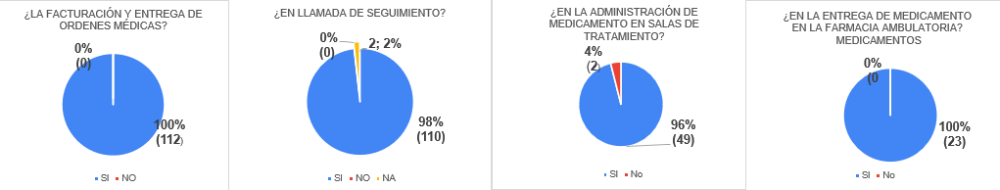 ¿LA FACTURACIÓN Y ENTREGA DE
ORDENES MÉDICAS?
0%
(0)
100%
(112)
SI NO
¿EN LLAMADA DE SEGUIMIENTO?
0%
(0)
2; 2%
98%
(110)
SI NO NA
¿EN LA ADMINISTRACIÓN DE
MEDICAMENTO EN SALAS DE
TRATAMIENTO?
4%
(2)
96%
(49)
SI No
¿EN LA ENTREGA DE MEDICAMENTO
EN LA FARMACIA AMBULATORIA?
MEDICAMENTOS
0%
(0
100%
(23)
SI No